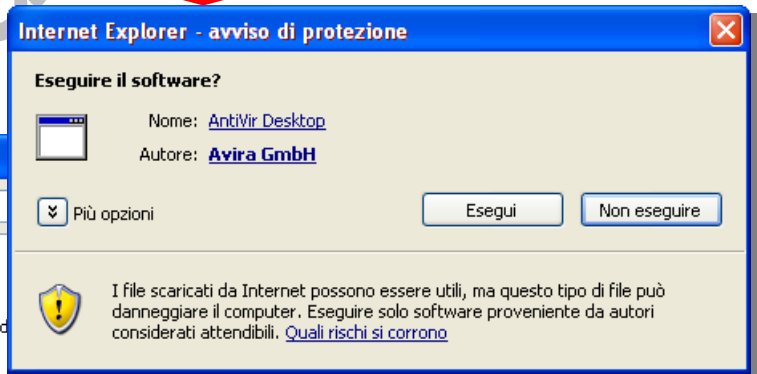 Internet Explorer - avviso di protezione
Eseguire il software?
Nome: AntiVir Desktop
Autore: Avira GmbH
Più opzioni
Esegui
Non eseguire
I file scaricati da Internet possono essere utili, ma questo tipo di file può
danneggiare il computer. Eseguire solo software proveniente da autori
considerati attendibili. Quali rischi si corrono